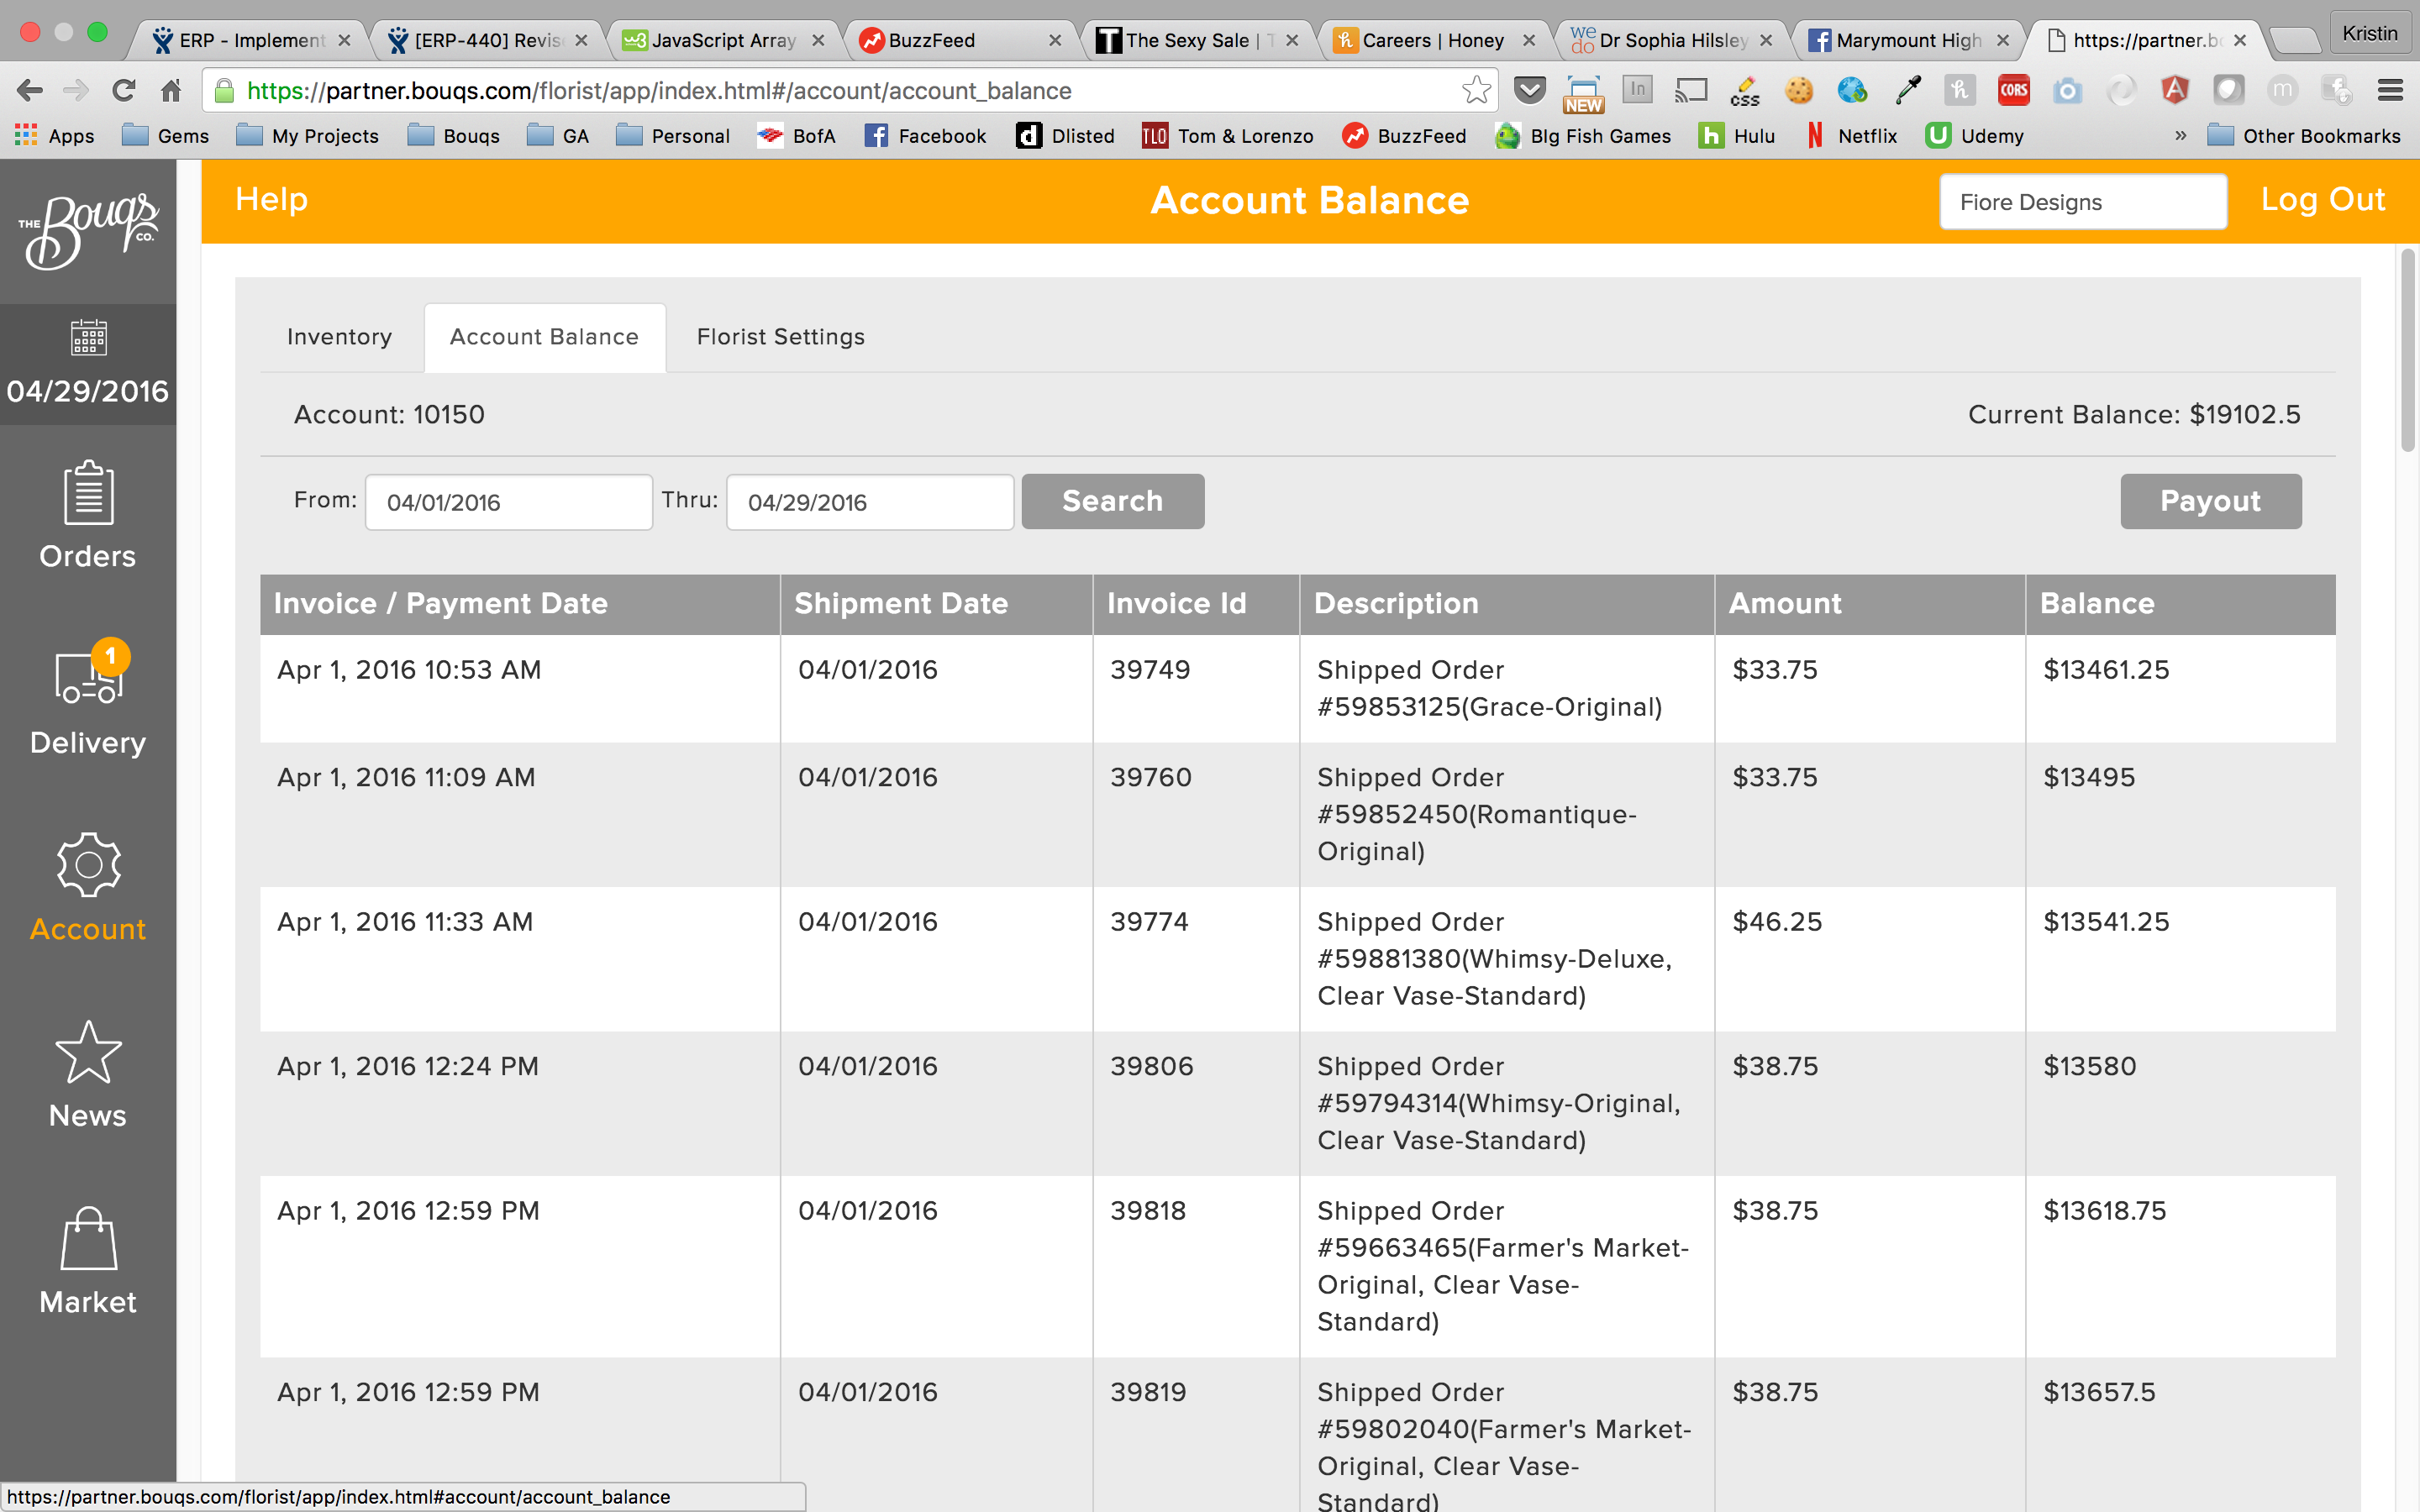 ERP - Implement
[ERP-440] Revise
JavaScript Array
BuzzFeed
The Sexy Sale | T
Careers | Honey
Dr Sophia Hilsley
Marymount High
https://partner.bo
Kristin
https://partner.bouqs.com/florist/app/index.html#/account/account_balance
NEW
In
css
CORS
Apps
Gems
My Projects
Bouqs
GA
Personal
BofA
Facebook
Dlisted
TLO Tom & Lorenzo
BuzzFeed
BIg Fish Games
Hulu
Netflix
Udemy
»
Other Bookmarks
THE Bouqs CO.
Help
Account Balance
Fiore Designs
Log Out
04/29/2016
Orders
1
Delivery
Account
News
Market
Inventory
Account Balance
Florist Settings
Account: 10150
Current Balance: $19102.5
From: 04/01/2016 Thru: 04/29/2016 Search
Payout
Invoice / Payment Date Shipment Date Invoice Id Description Amount Balance
Apr 1, 2016 10:53 AM 04/01/2016 39749 Shipped Order $33.75 $13461.25
#59853125(Grace-Original)
Apr 1, 2016 11:09 AM 04/01/2016 39760 Shipped Order $33.75 $13495
#59852450(Romantique-
Original)
Apr 1, 2016 11:33 AM 04/01/2016 39774 Shipped Order $46.25 $13541.25
#59881380(Whimsy-Deluxe,
Clear Vase-Standard)
Apr 1, 2016 12:24 PM 04/01/2016 39806 Shipped Order $38.75 $13580
#59794314(Whimsy-Original,
Clear Vase-Standard)
Apr 1, 2016 12:59 PM 04/01/2016 39818 Shipped Order $38.75 $13618.75
#59663465(Farmer's Market-
Original, Clear Vase-
Standard)
Apr 1, 2016 12:59 PM 04/01/2016 39819 Shipped Order $38.75 $13657.5
#59802040(Farmer's Market-
Original, Clear Vase-
Standard)
https://partner.bouqs.com/florist/app/index.html#account/account_balance